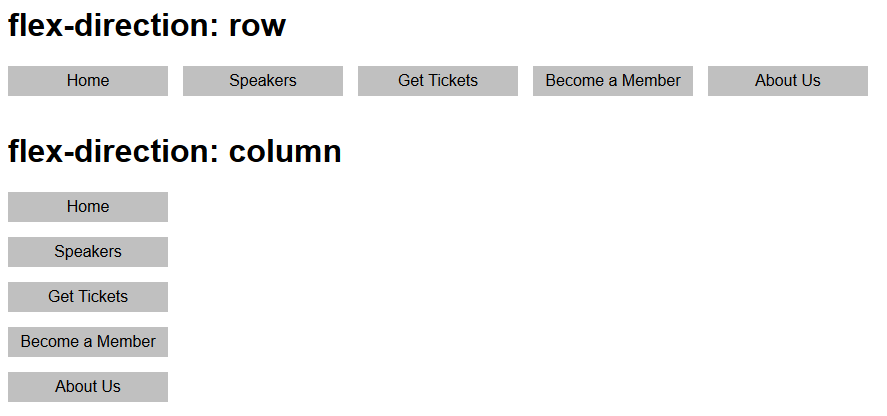 flex-direction: row
Home Speakers Get Tickets Become a Member About Us
flex-direction: column
Home
Speakers
Get Tickets
Become a Member
About Us